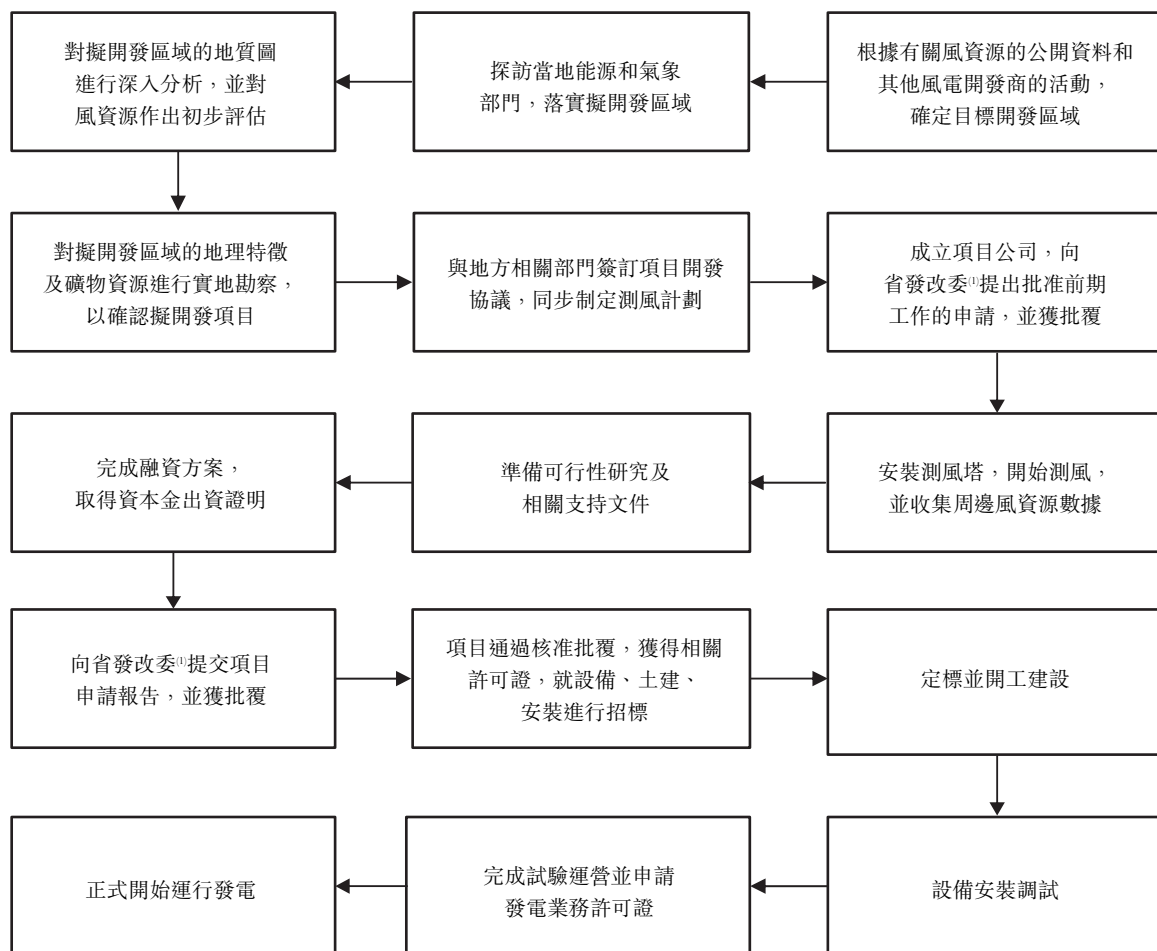 對擬開發區域的地質圖
進行深入分析，並對
風資源作出初步評估
探訪當地能源和氣象
部門，落實擬開發區域
根據有關風資源的公開資料和
其他風電開發商的活動，
確定目標開發區域
對擬開發區域的地理特徵
及礦物資源進行實地勘察，
以確認擬開發項目
與地方相關部門簽訂項目開發
協議，同步制定測風計劃
成立項目公司，向
省發改委(1)提出批准前期
工作的申請，並獲批覆
完成融資方案，
取得資本金出資證明
準備可行性研究及
相關支持文件
安裝測風塔，開始測風，
並收集周邊風資源數據
向省發改委(1)提交項目
申請報告，並獲批覆
項目通過核准批覆，獲得相關
許可證，就設備、土建、
安裝進行招標
定標並開工建設
正式開始運行發電
完成試驗運營並申請
發電業務許可證
設備安裝調試